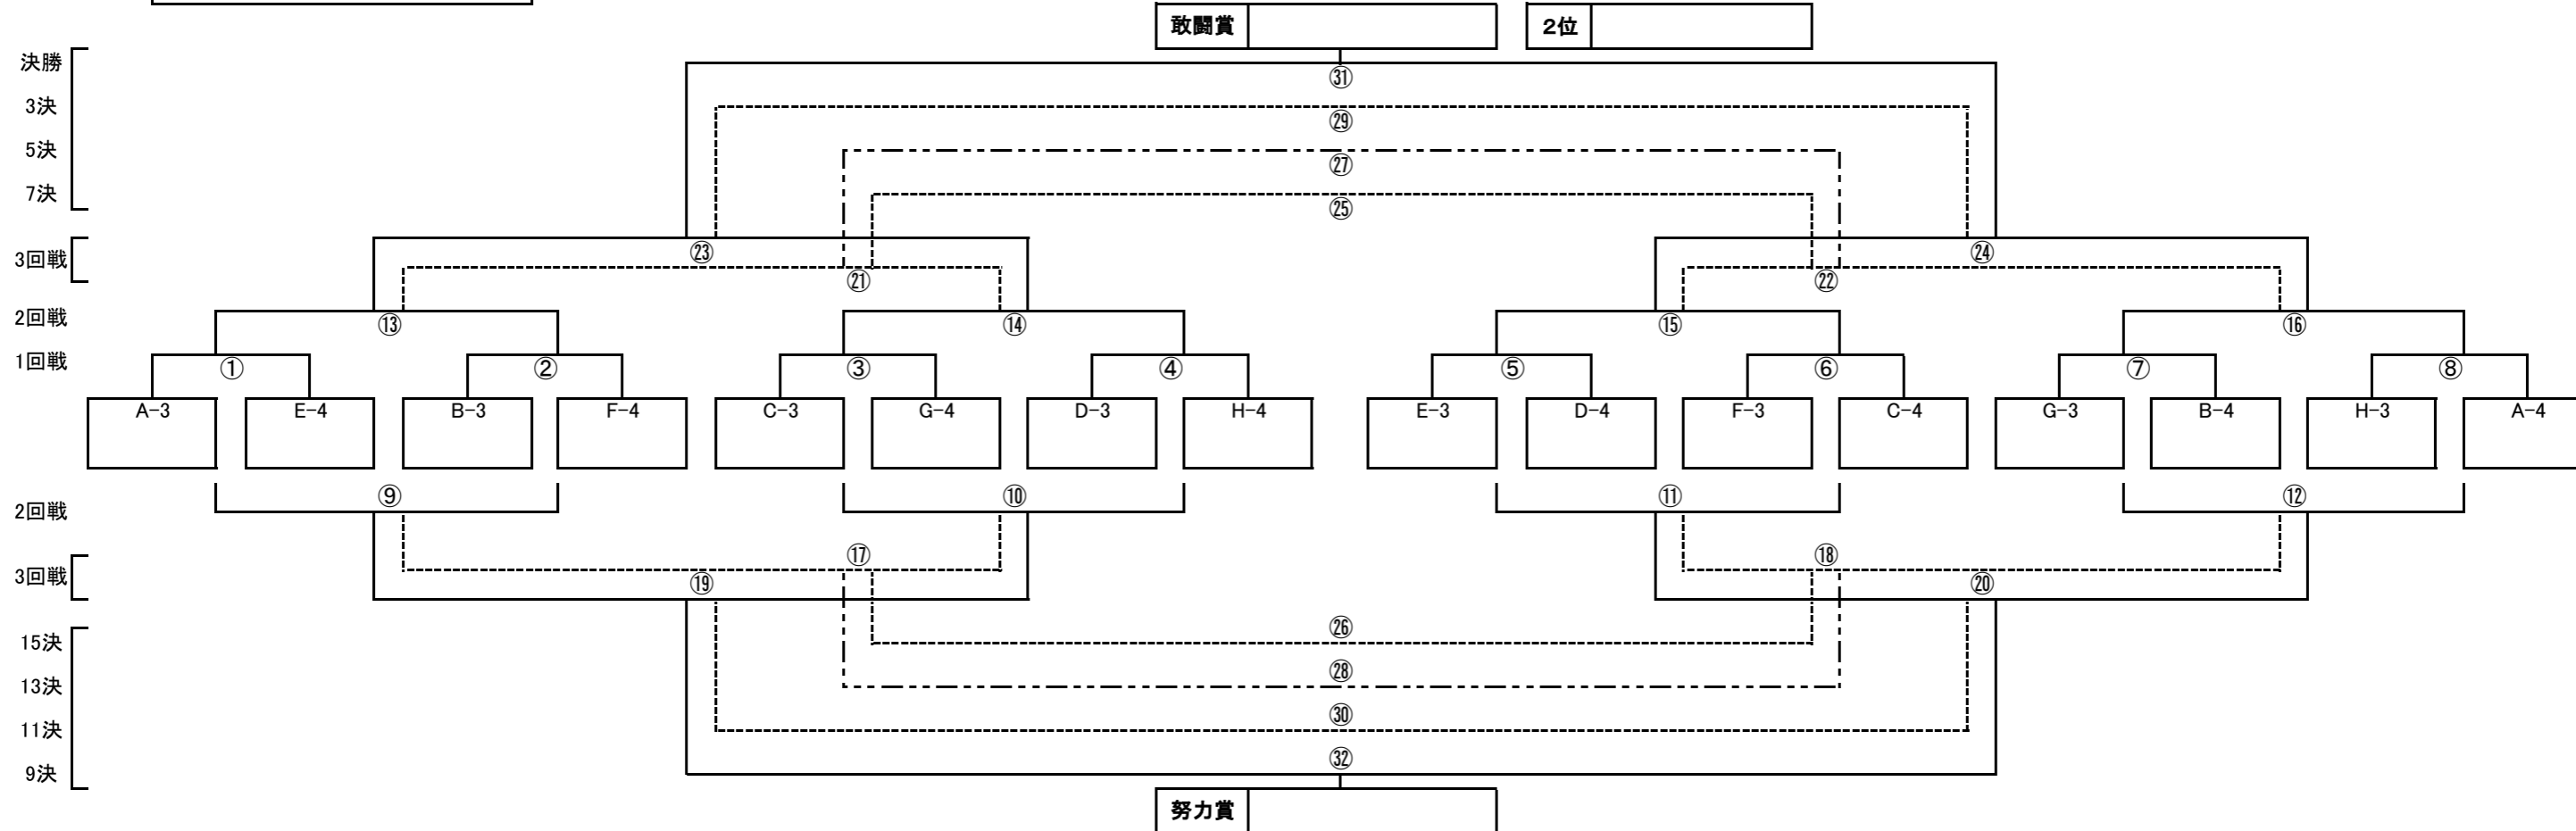 敢闘賞 2位
決勝 ㉛
3決 ㉙
5決 ㉗
7決 ㉕
3回戦 ㉓ ㉔
㉑ ㉒
2回戦 ⑬ ⑭ ⑮ ⑯
1回戦 ① ② ③ ④ ⑤ ⑥ ⑦ ⑧
A-3 E-4 B-3 F-4 C-3 G-4 D-3 H-4 E-3 D-4 F-3 C-4 G-3 B-4 H-3 A-4
2回戦 ⑨ ⑩ ⑪ ⑫
⑰ ⑱
3回戦 ⑲ ⑳
15決 ㉖
13決 ㉘
11決 ㉚
9決 ㉜
努力賞